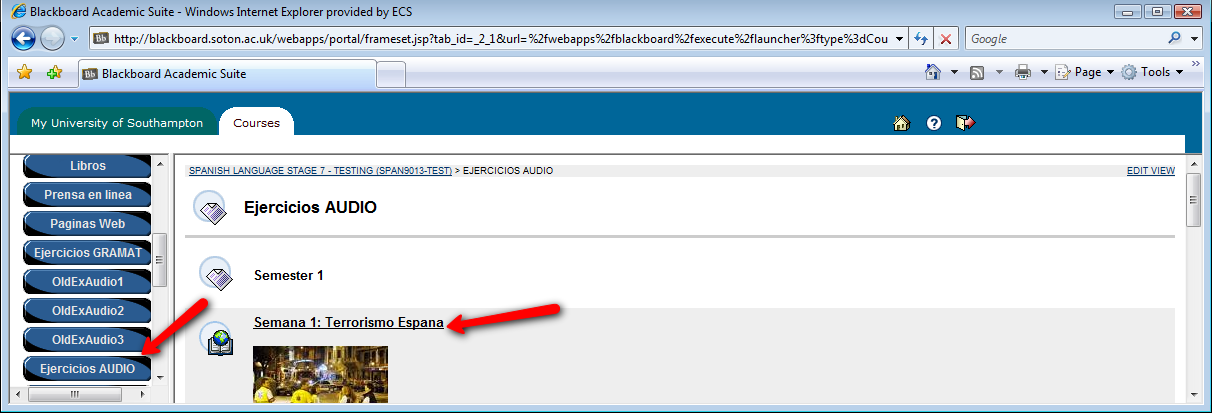 Blackboard Academic Suite - Windows Internet Explorer provided by ECS
Bb http://blackboard.soton.ac.uk/webapps/portal/frameset.jsp?tab_id=_2_1&url=%2fwebapps%2fblackboard%2fexecute%2flauncher%3ftype%3dCou
Google
Bb Blackboard Academic Suite
Page
Tools
My University of Southampton
Courses
Libros
Prensa en linea
Paginas Web
Ejercicios GRAMAT
OldExAudio1
OldExAudio2
OldExAudio3
Ejercicios AUDIO
SPANISH LANGUAGE STAGE 7 - TESTING (SPAN9013-TEST) > EJERCICIOS AUDIO
EDIT VIEW
Ejercicios AUDIO
Semester 1
Semana 1: Terrorismo Espana